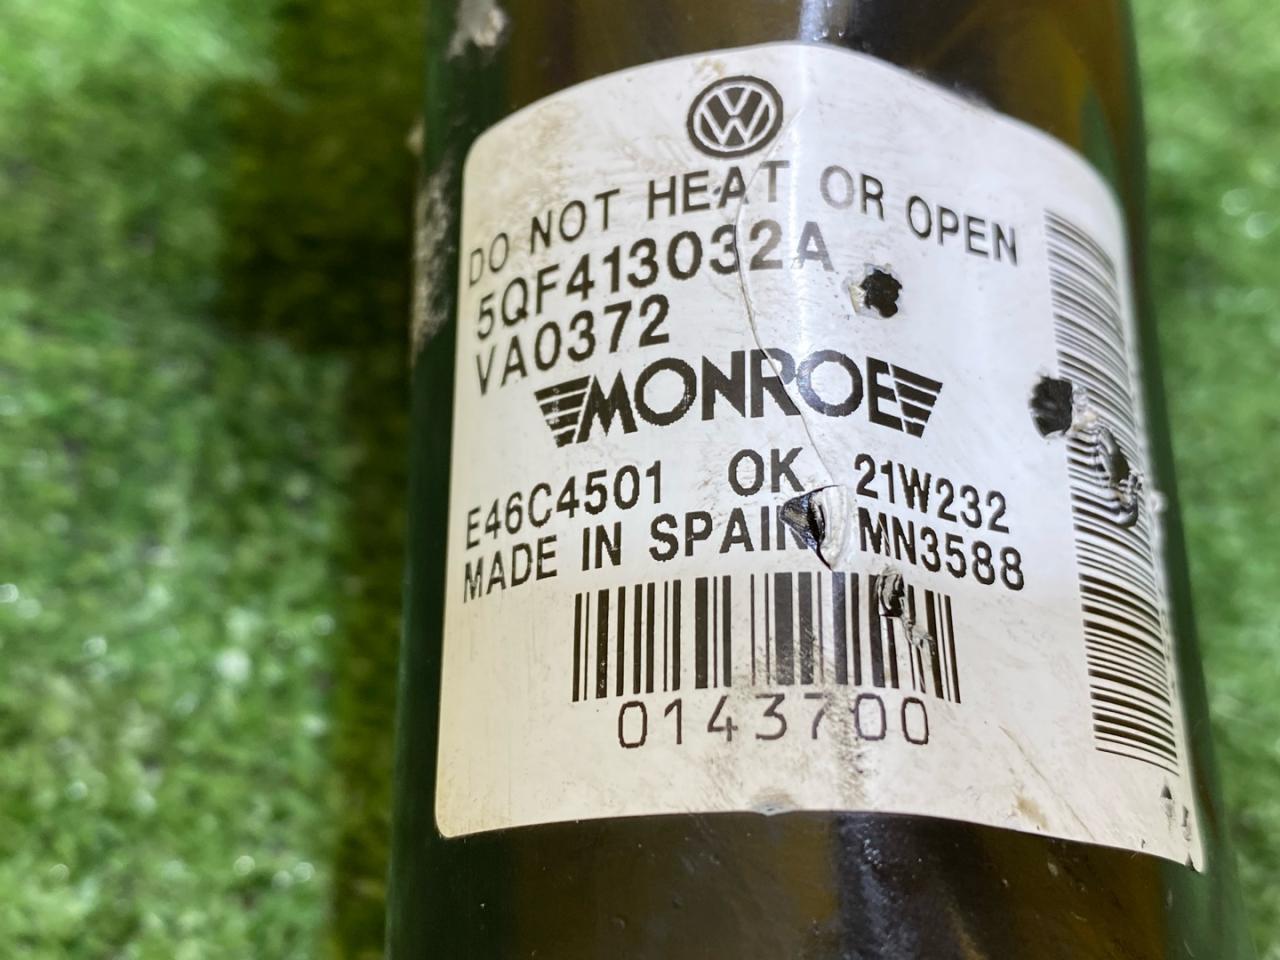 DO NOT HEAT OR OPEN
5QF413032A
VA0372
MONROE
E46C4501 OK 21W232
MADE IN SPAIN MN3588
0143700